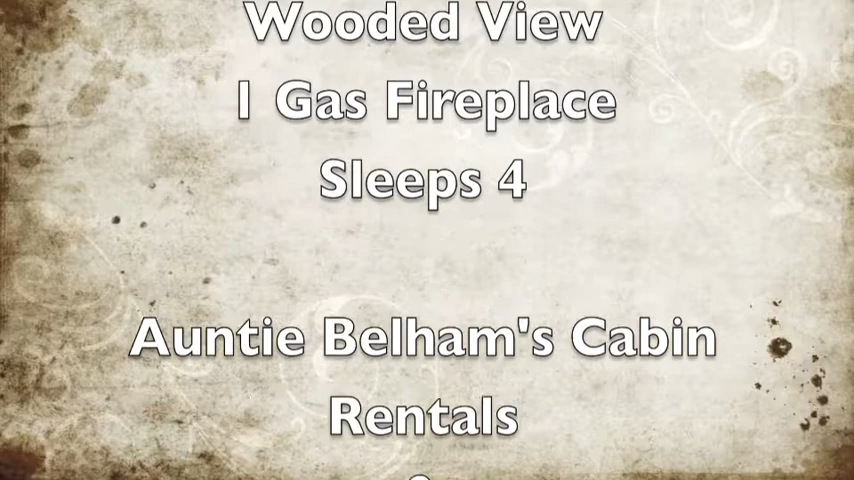 Wooded View
1 Gas Fireplace
Sleeps 4
Auntie Belham's Cabin
Rentals